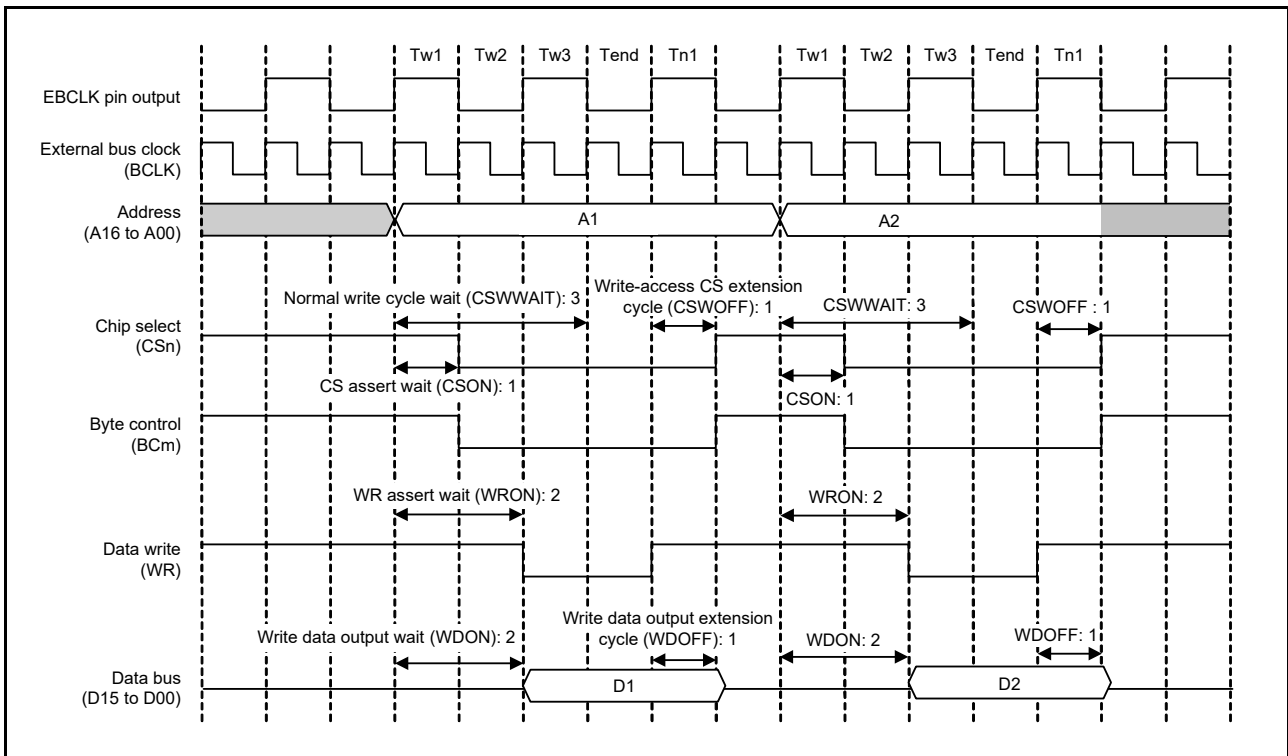 Tw1 Tw2 Tw3 Tend Tn1 Tw1 Tw2 Tw3 Tend Tn1
EBCLK pin output
External bus clock
(BCLK)
Address
(A16 to A00)
A1 A2
Normal write cycle wait (CSWWAIT): 3
Write-access CS extension
cycle (CSWOFF): 1
CSWWAIT: 3
CSWOFF : 1
Chip select
(CSn)
CS assert wait (CSON): 1
CSON: 1
Byte control
(BCm)
WR assert wait (WRON): 2
WRON: 2
Data write
(WR)
Write data output wait (WDON): 2
Write data output extension
cycle (WDOFF): 1
WDON: 2
WDOFF: 1
Data bus
(D15 to D00)
D1 D2